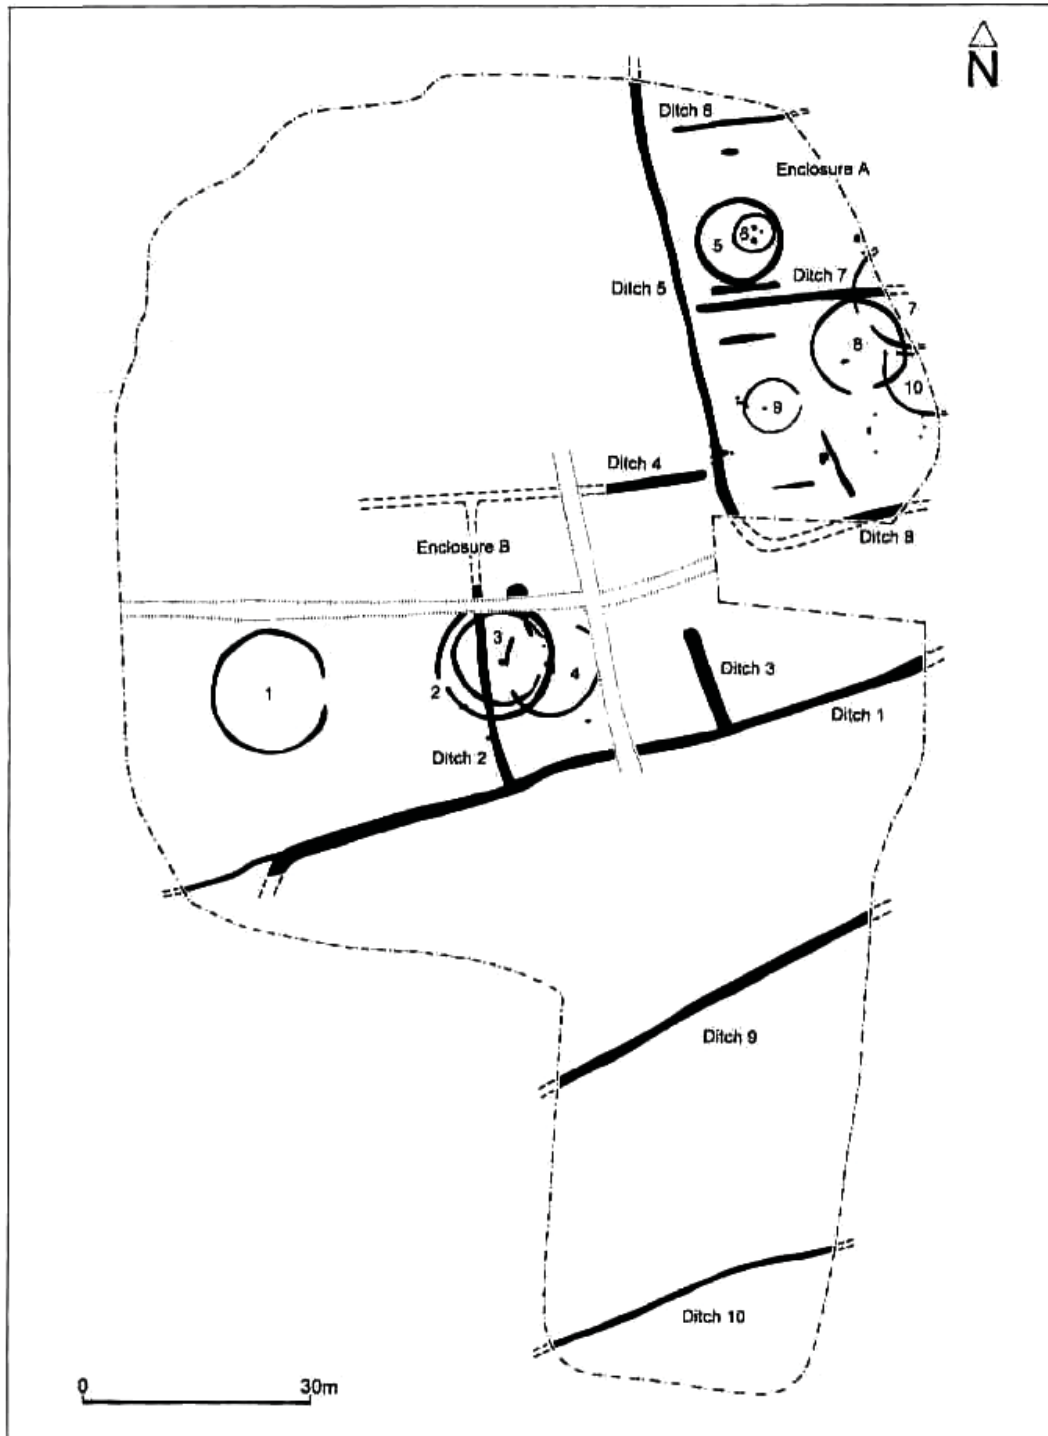 N
Ditch 6
Enclosure A
5
6
Ditch 7
Ditch 5
7
8
10
9
Ditch 4
Ditch 8
Enclosure B
3
2
4
1
Ditch 3
Ditch 1
Ditch 2
Ditch 9
Ditch 10
0
30m